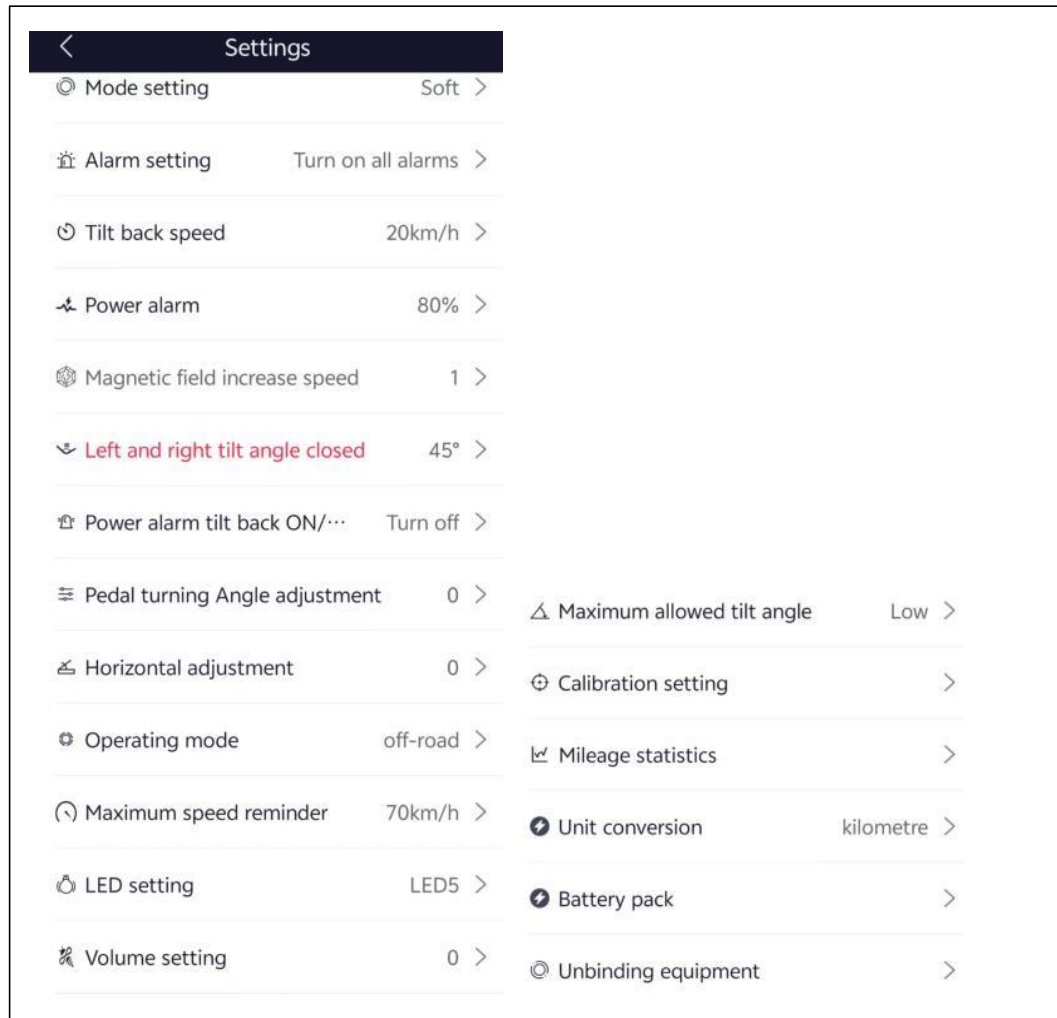 Settings
Mode setting Soft
Alarm setting Turn on all alarms
Tilt back speed 20km/h
Power alarm 80%
Magnetic field increase speed 1
Left and right tilt angle closed 45°
Power alarm tilt back ON/··· Turn off
Pedal turning Angle adjustment 0
Horizontal adjustment 0
Operating mode off-road
Maximum speed reminder 70km/h
LED setting LED5
Volume setting 0
Maximum allowed tilt angle Low
Calibration setting
Mileage statistics
Unit conversion kilometre
Battery pack
Unbinding equipment